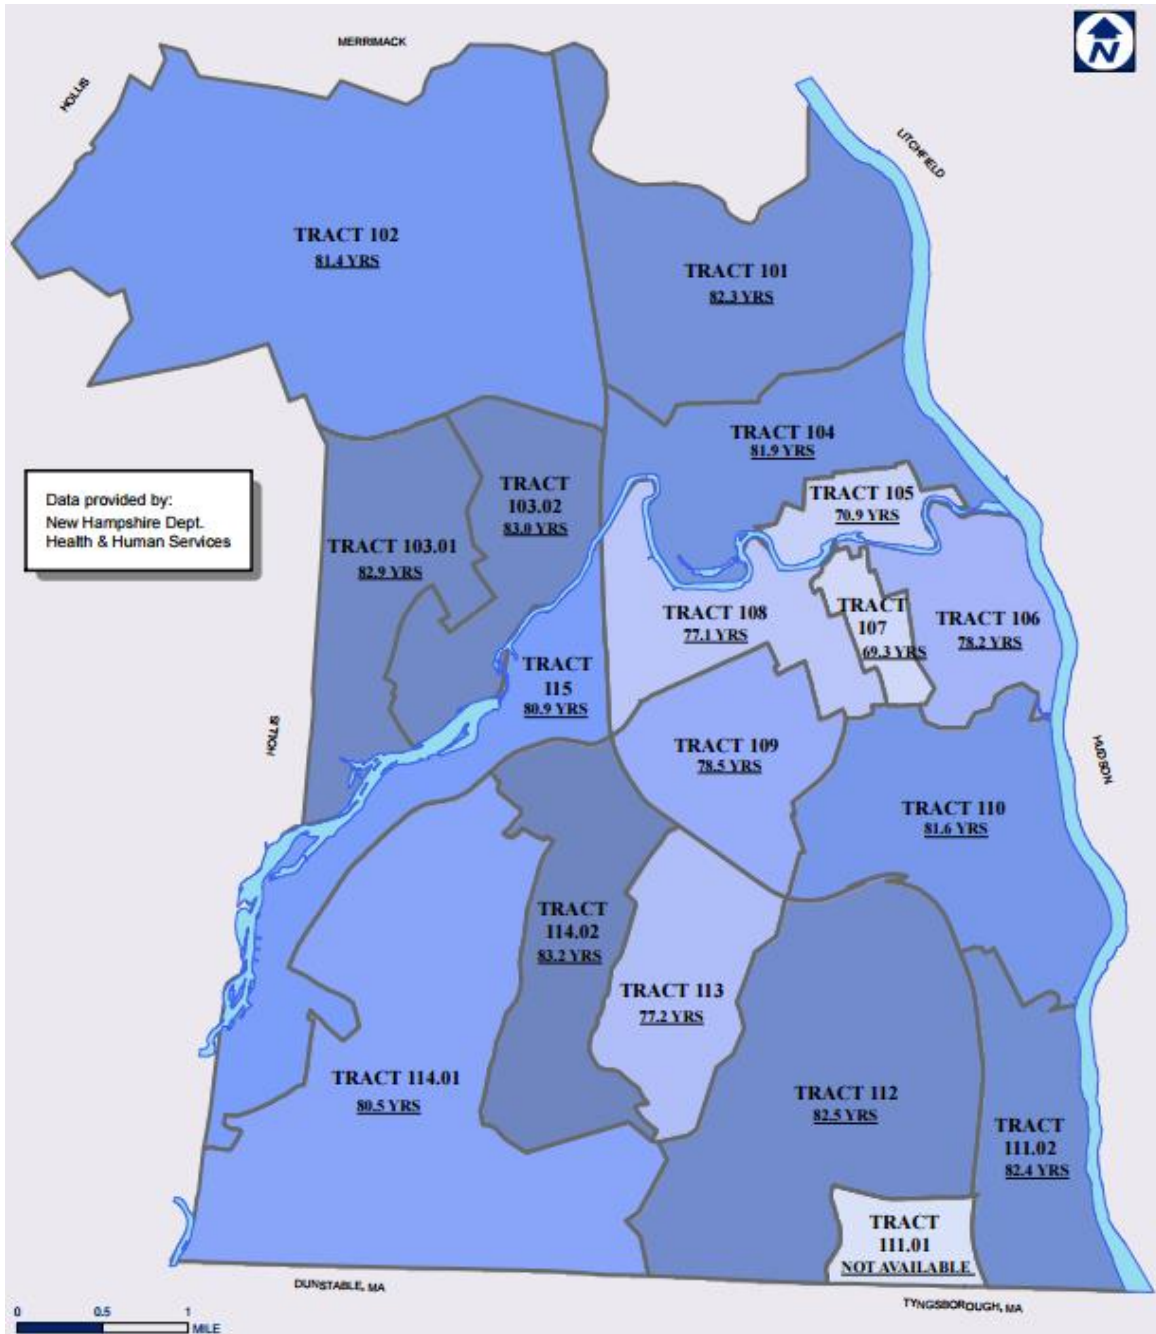 MERRIMACK
N
HOLLIS
LITCHFIELD
TRACT 102
81.4 YRS
TRACT 101
82.3 YRS
TRACT 104
81.9 YRS
Data provided by:
New Hampshire Dept.
Health & Human Services
TRACT
103.02
83.0 YRS
TRACT 105
70.9 YRS
TRACT 103.01
82.9 YRS
TRACT 108
77.1 YRS
TRACT
107
69.3 YRS
TRACT 106
78.2 YRS
TRACT
115
80.9 YRS
HOLLIS
TRACT 109
78.5 YRS
HUDSON
TRACT 110
81.6 YRS
TRACT
114.02
83.2 YRS
TRACT 113
77.2 YRS
TRACT 114.01
80.5 YRS
TRACT 112
82.5 YRS
TRACT
111.02
82.4 YRS
TRACT
111.01
NOT AVAILABLE
DUNSTABLE, MA
TYNGSBOROUGH, MA
0 0.5 1
MILE